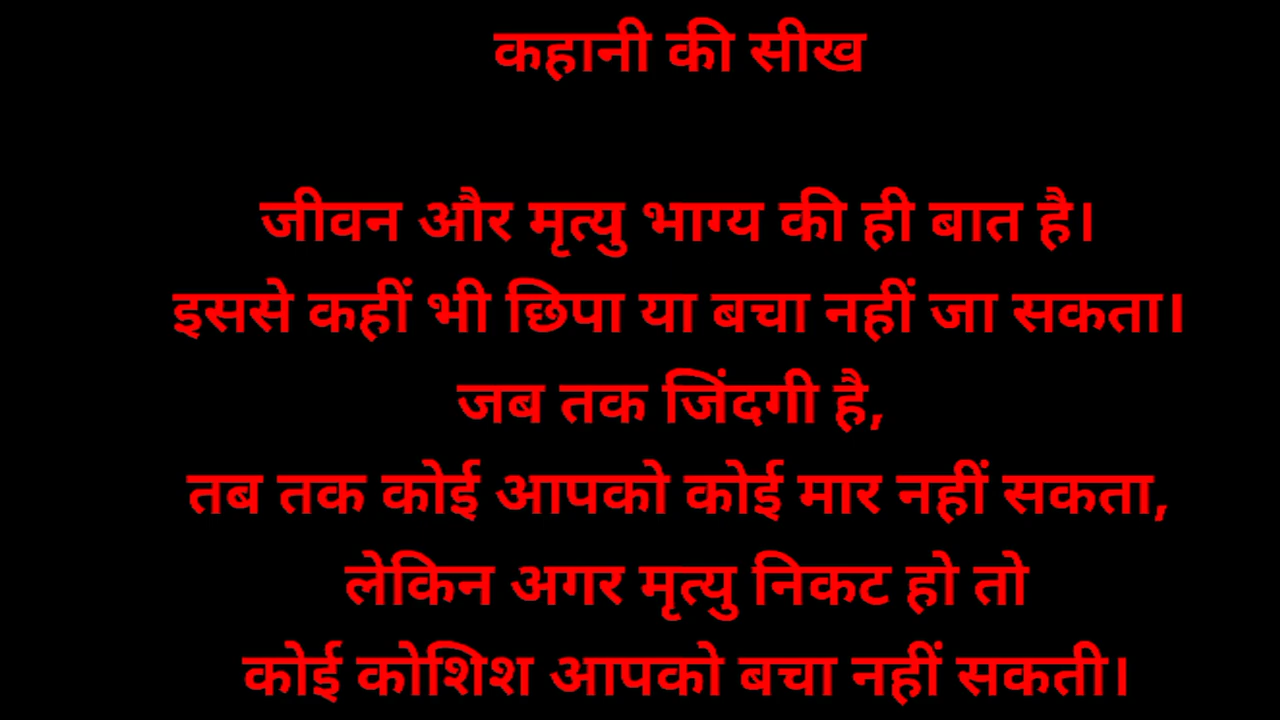 कहानी की सीख
जीवन और मृत्यु भाग्य की ही बात है।
इससे कहीं भी छिपा या बचा नहीं जा सकता।
जब तक जिंदगी है,
तब तक कोई आपको कोई मार नहीं सकता,
लेकिन अगर मृत्यु निकट हो तो
कोई कोशिश आपको बचा नहीं सकती।